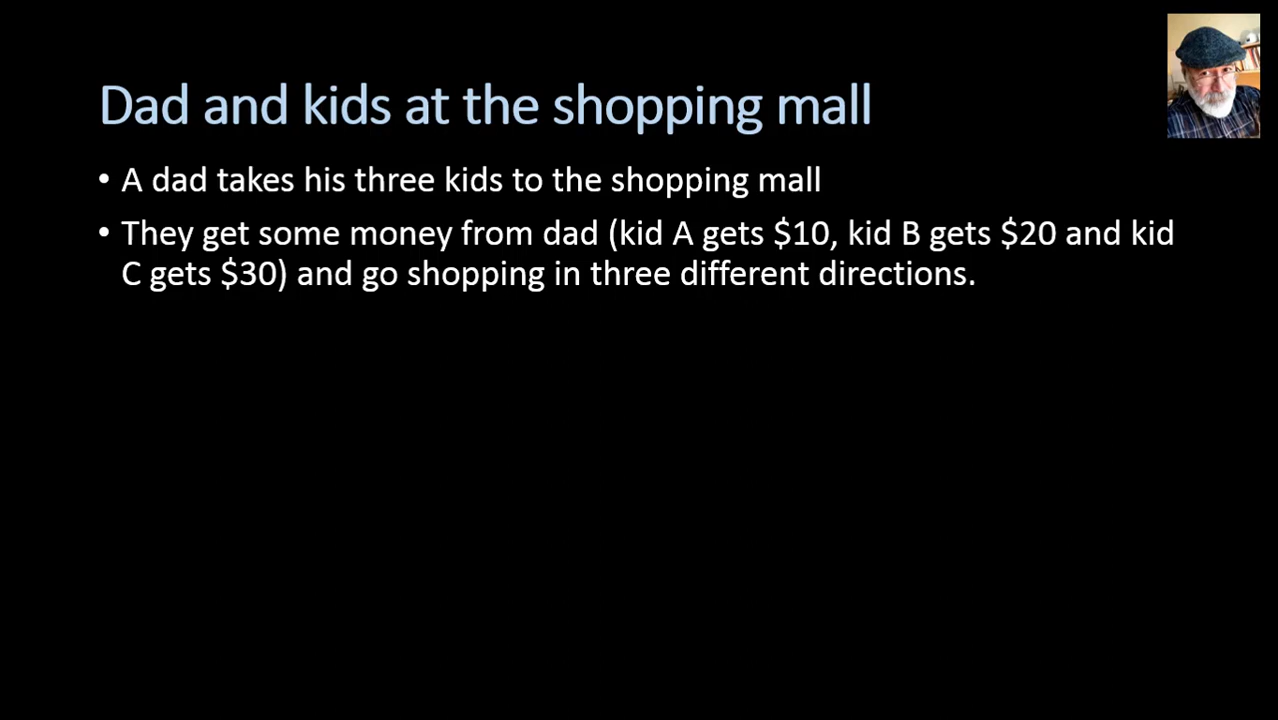 Dad and kids at the shopping mall
• A dad takes his three kids to the shopping mall
• They get some money from dad (kid A gets $10, kid B gets $20 and kid
C gets $30) and go shopping in three different directions.